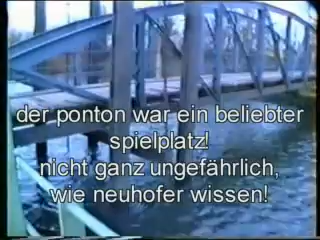 der ponton war ein beliebter
spielplatz!
nicht ganz ungefährlich,
wie neuhofer wissen!